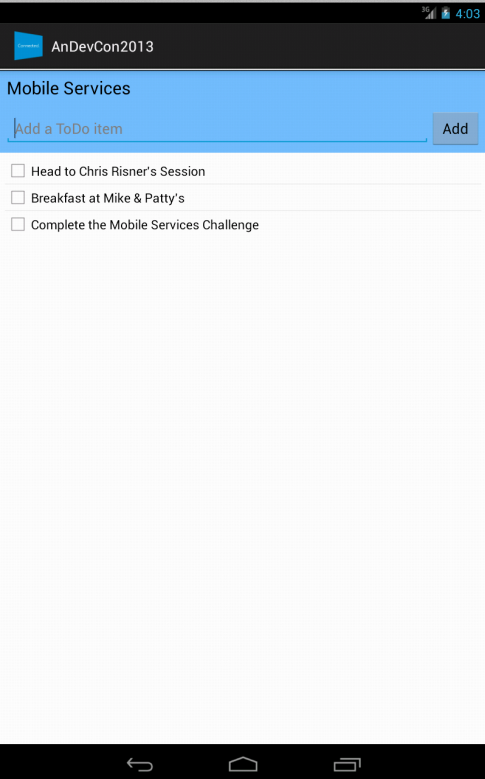 3G 4:03
Connected.
AnDevCon2013
Mobile Services
Add a ToDo item Add
Head to Chris Risner's Session
Breakfast at Mike & Patty's
Complete the Mobile Services Challenge